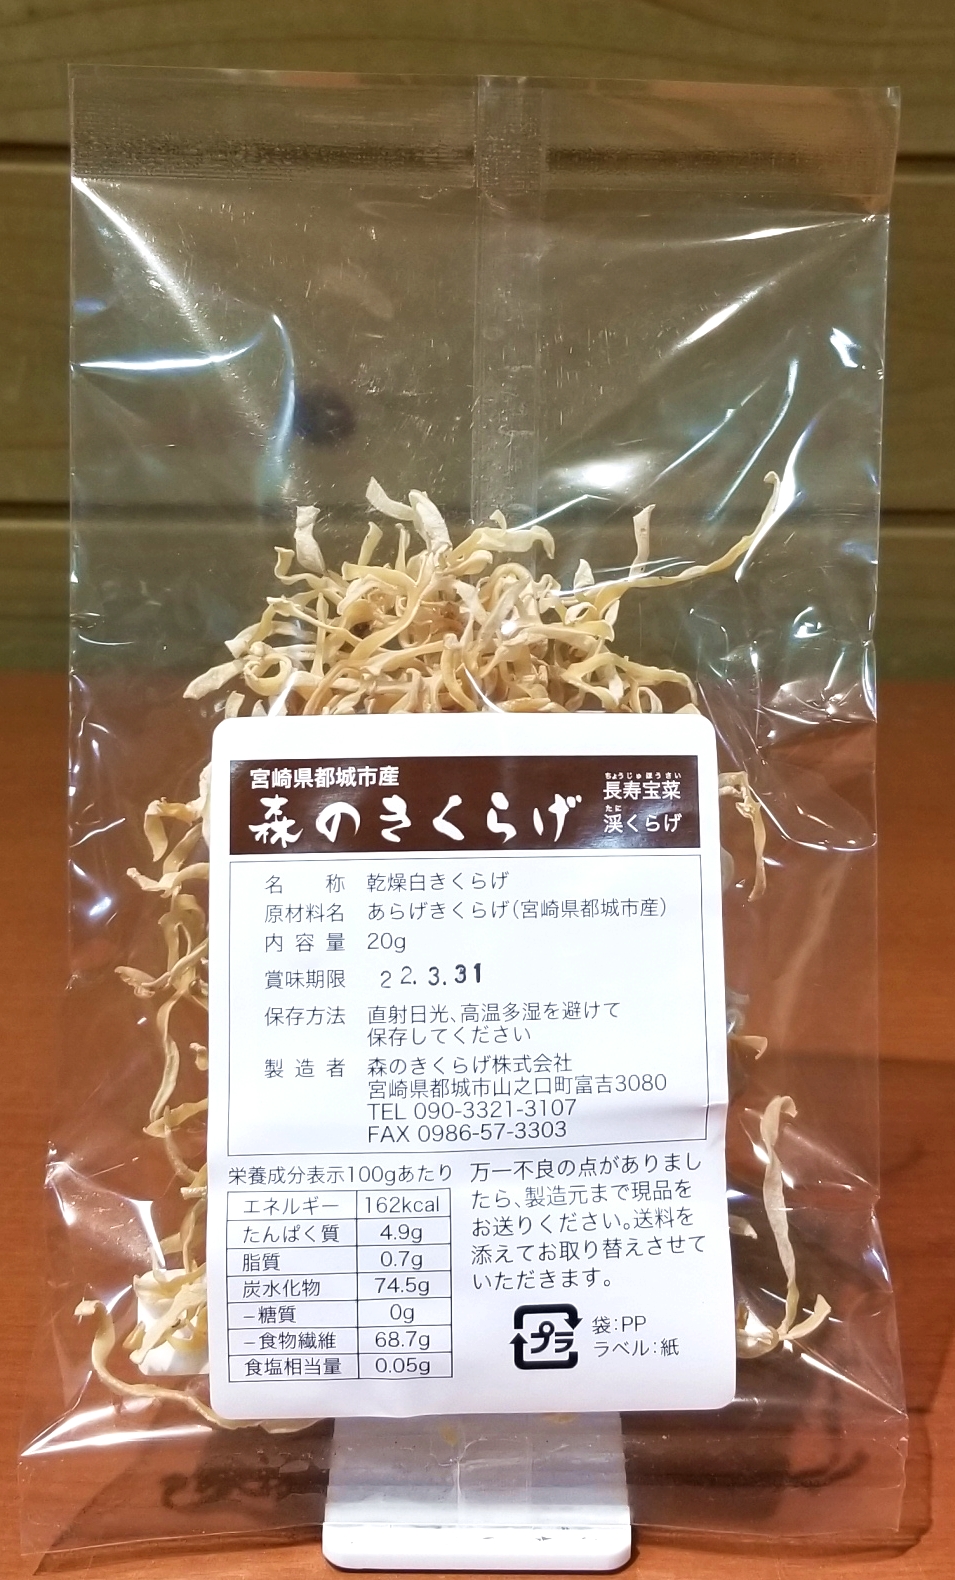 宮崎県都城市産
森のきくらげ
ちょうじゅほうさい
長寿宝菜
たに
渓くらげ
名称 乾燥白きくらげ
原材料名 あらげきくらげ(宮崎県都城市産)
内容量 20g
賞味期限 22.3.31
保存方法 直射日光、高温多湿を避けて
保存してください
製造者 森のきくらげ株式会社
宮崎県都城市山之口町富吉3080
TEL 090-3321-3107
FAX 0986-57-3303
栄養成分表示100gあたり
エネルギー 162kcal
たんぱく質 4.9g
脂質 0.7g
炭水化物 74.5g
−糖質 0g
−食物繊維 68.7g
食塩相当量 0.05g
万一不良の点がありまし
たら、製造元まで現品を
お送りください。送料を
添えてお取り替えさせて
いただきます。
プラ
袋:PP
ラベル:紙